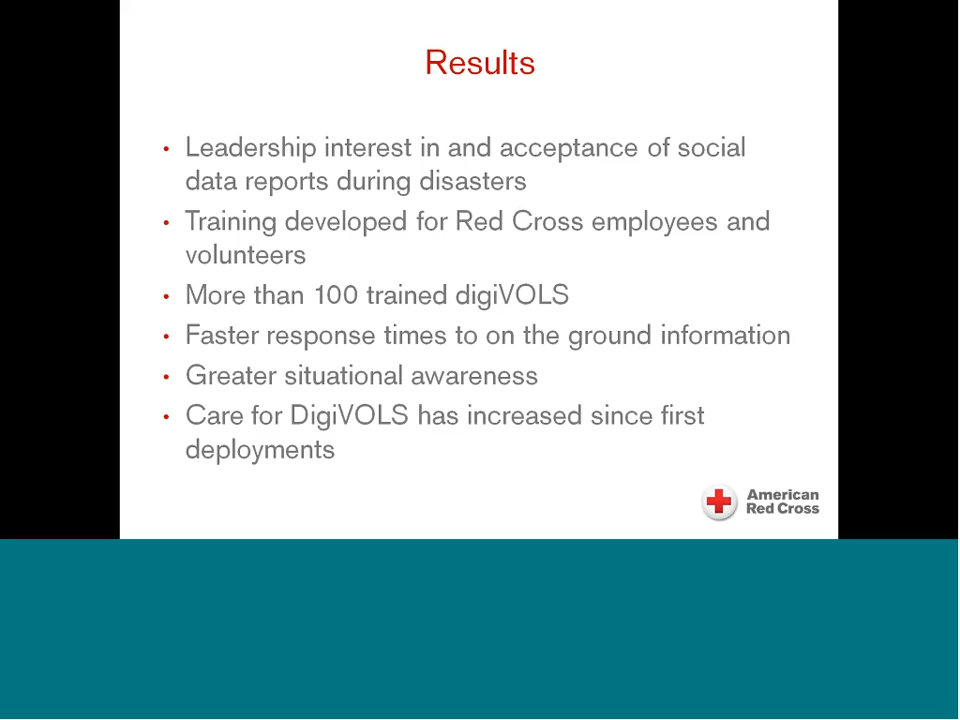 Results
• Leadership interest in and acceptance of social
data reports during disasters
• Training developed for Red Cross employees and
volunteers
• More than 100 trained digiVOLS
• Faster response times to on the ground information
• Greater situational awareness
• Care for DigiVOLS has increased since first
deployments
American
Red Cross